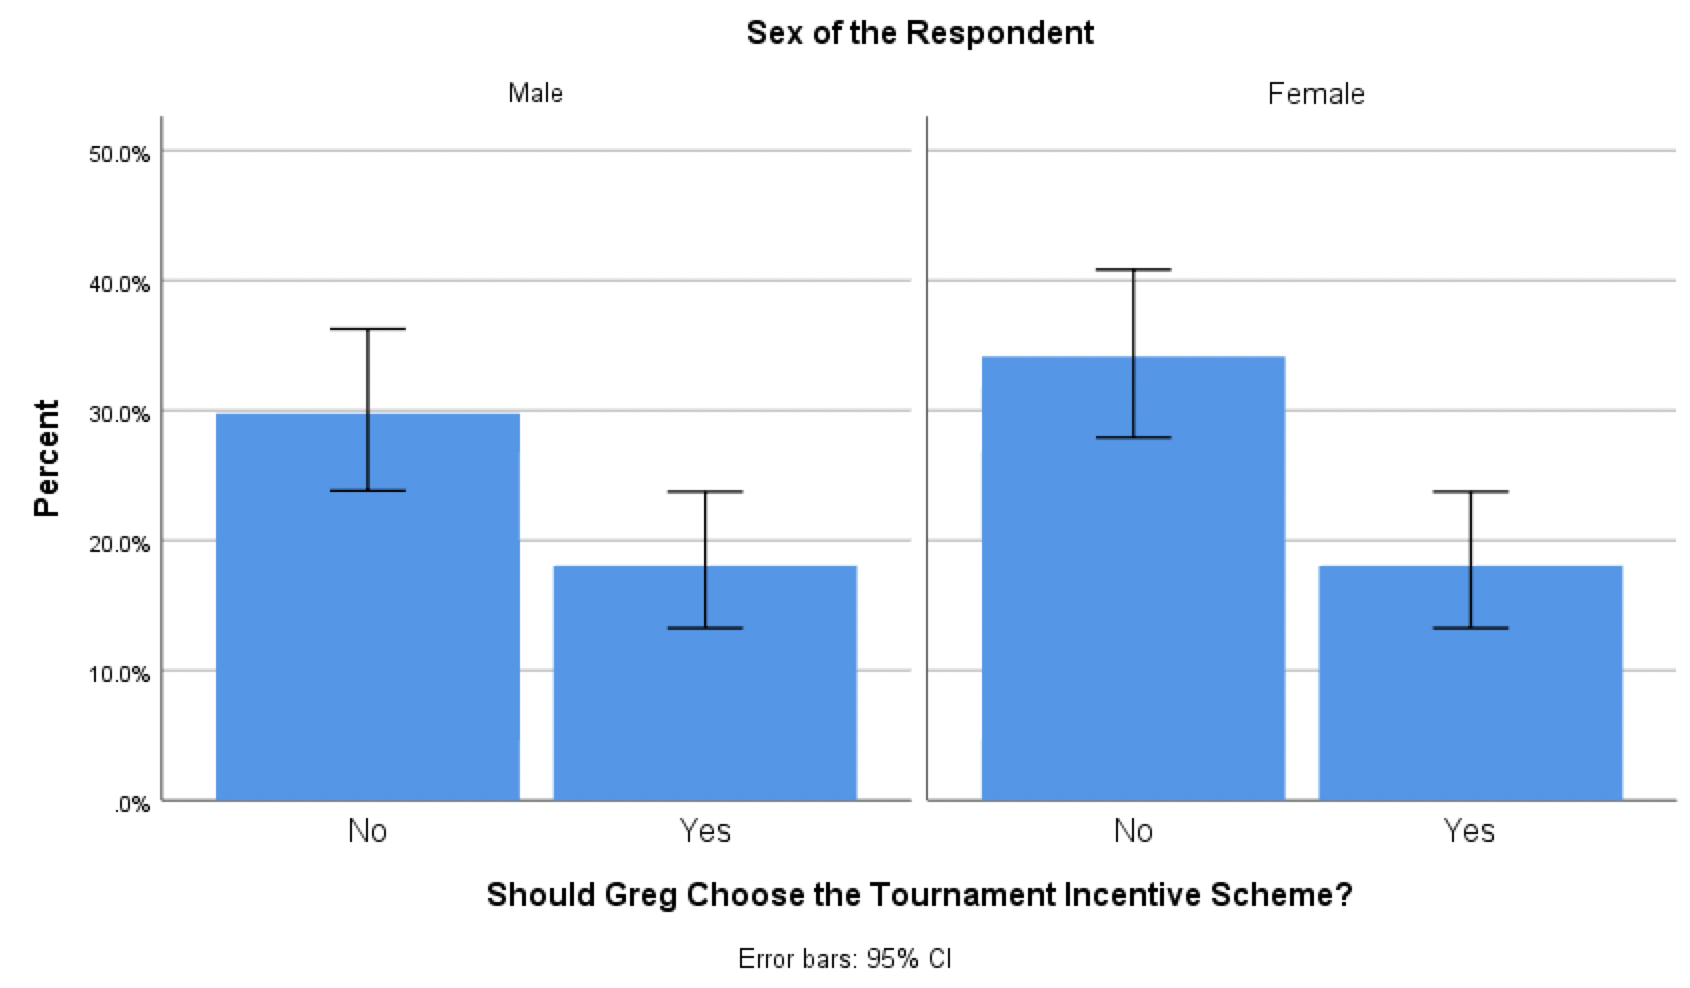 Sex of the Respondent
Male
Female
50.0%
40.0%
30.0%
20.0%
10.0%
.0%
Percent
No
Yes
No
Yes
Should Greg Choose the Tournament Incentive Scheme?
Error bars: 95% CI